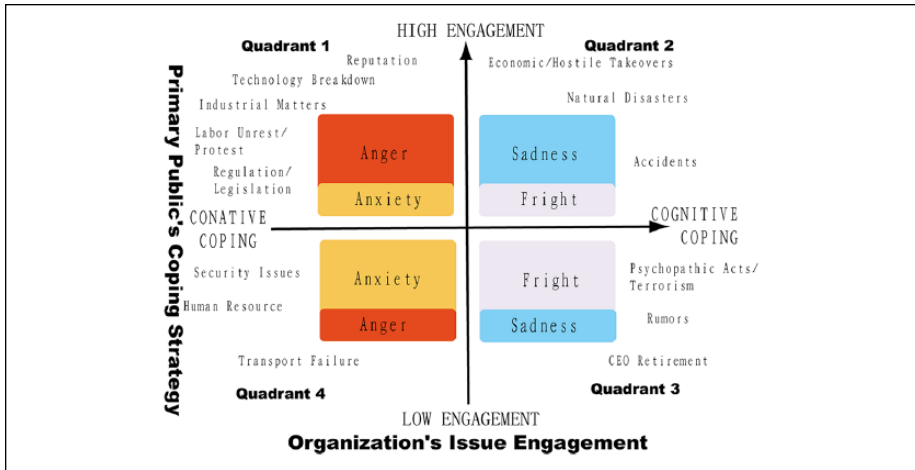 HIGH ENGAGEMENT
Quadrant 1
Quadrant 2
Reputation
Economic/Hostile Takeovers
Technology Breakdown
Natural Disasters
Industrial Matters
Labor Unrest/
Protest
Anger
Sadness
Accidents
Regulation/
Legislation
Anxiety
Fright
CONATIVE
COPING
COGNITIVE
COPING
Primary Public's Coping Strategy
Security Issues
Anxiety
Fright
Psychopathic Acts/
Terrorism
Human Resource
Anger
Sadness
Rumors
Transport Failure
CEO Retirement
Quadrant 4
Quadrant 3
LOW ENGAGEMENT
Organization's Issue Engagement